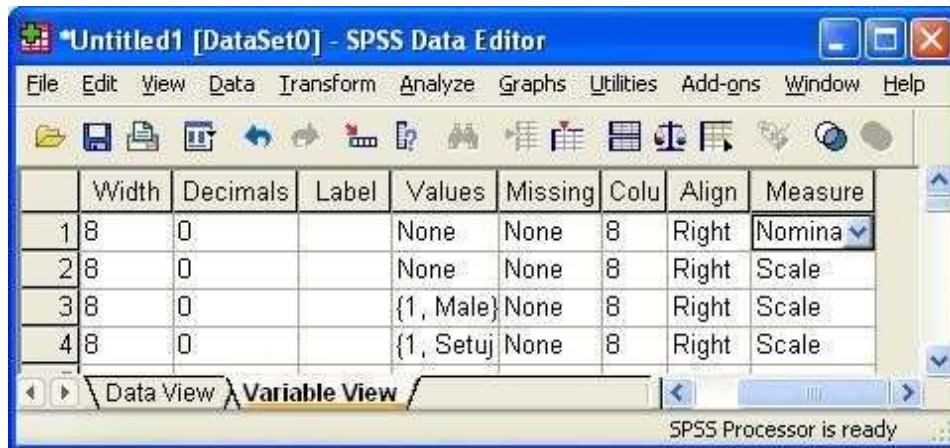 *Untitled1 [DataSet0] - SPSS Data Editor
File Edit View Data Transform Analyze Graphs Utilities Add-ons Window Help
Width Decimals Label Values Missing Colu Align Measure
1 8 0 None None 8 Right Nomina
2 8 0 None None 8 Right Scale
3 8 0 {1, Male} None 8 Right Scale
4 8 0 {1, Setuj None 8 Right Scale
Data View Variable View
SPSS Processor is ready